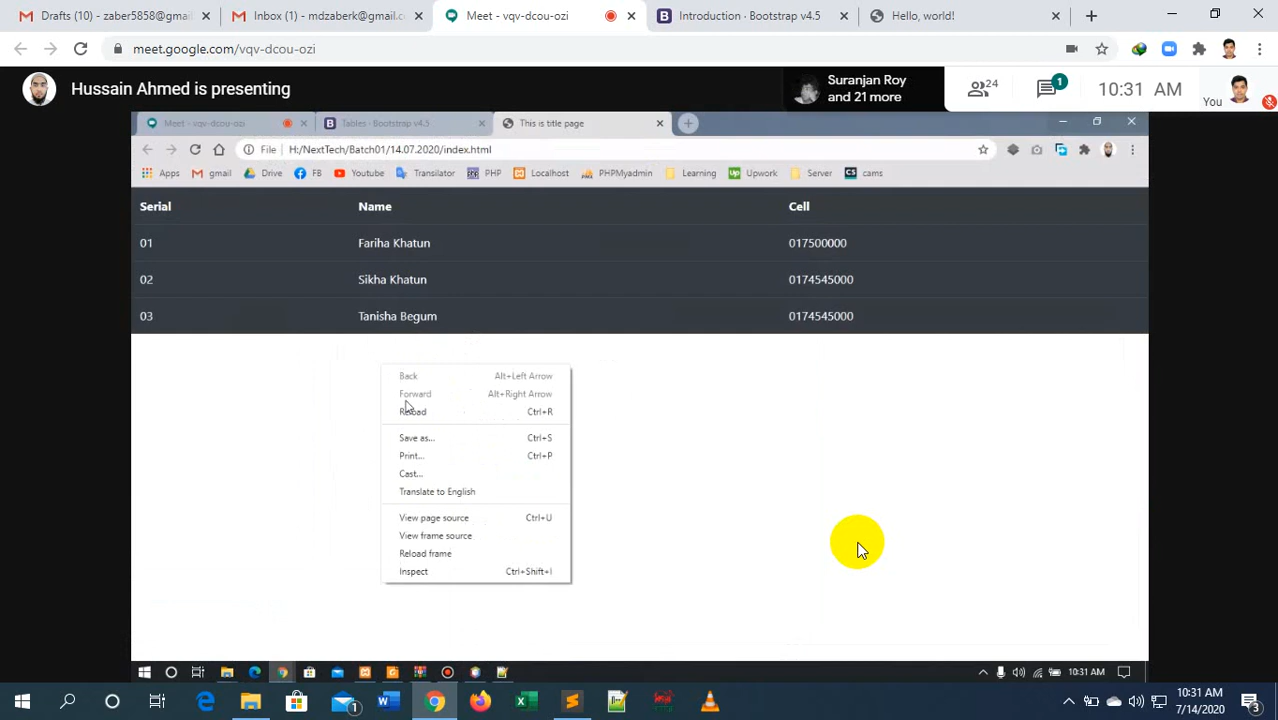 Drafts (10) - zaber5858@gmail
Inbox (1) - mdzaberk@gmail.c
Meet - vqv-dcou-ozi
Introduction · Bootstrap v4.5
Hello, world!
meet.google.com/vqv-dcou-ozi
Hussain Ahmed is presenting
Suranjan Roy
and 21 more
24
1
10:31 AM
You
Meet - vqv-dcou-ozi
Tables · Bootstrap v4.5
This is title page
File H:/NextTech/Batch01/14.07.2020/index.html
Apps gmail Drive FB Youtube Translator PHP Localhost PHPMyadmin Learning Upwork Server cams
Serial Name Cell
01 Fariha Khatun 017500000
02 Sikha Khatun 0174545000
03 Tanisha Begum 0174545000
Back Alt+Left Arrow
Forward Alt+Right Arrow
Reload Ctrl+R
Save as... Ctrl+S
Print... Ctrl+P
Cast...
Translate to English
View page source Ctrl+U
View frame source
Reload frame
Inspect Ctrl+Shift+I
10:31 AM
10:31 AM
7/14/2020
1
3